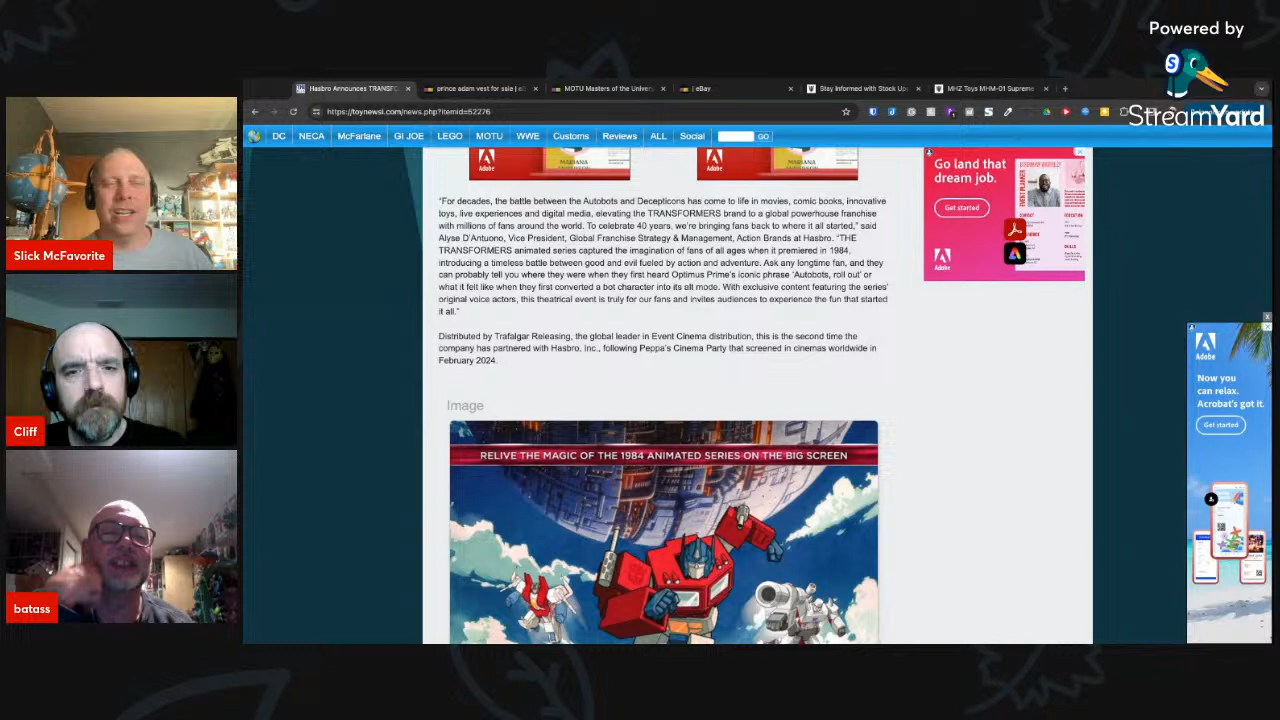 Powered by
StreamYard
Hasbro Announces TRANSFO
prince adam vest for sale | e
MOTU Masters of the Univer
| eBay
Stay Informed with Stock Up
MHZ Toys MHM-01 Supreme
https://toynewsi.com/news.php?itemid=52276
DC NECA McFarlane GI JOE LEGO MOTU WWE Customs Reviews ALL Social GO
Adobe
MARIANA
Adobe
MARIANA
“For decades, the battle between the Autobots and Decepticons has come to life in movies, comic books, innovative
toys, live experiences and digital media, elevating the TRANSFORMERS brand to a global powerhouse franchise
with millions of fans around the world. To celebrate 40 years, we're bringing fans back to where it all started,” said
Alyse D'Antuono, Vice President, Global Franchise Strategy & Management, Action Brands at Hasbro. “THE
TRANSFORMERS animated series captured the imagination of fans of all ages when it premiered in 1984,
introducing a timeless battle between good and evil fueled by action and adventure. Ask any longtime fan, and they
can probably tell you where they were when they first heard Optimus Prime's iconic phrase ‘Autobots, roll out’ or
what it felt like when they first converted a bot character into its alt mode. With exclusive content featuring the series'
original voice actors, this theatrical event is truly for our fans and invites audiences to experience the fun that started
it all.”
Distributed by Trafalgar Releasing, the global leader in Event Cinema distribution, this is the second time the
company has partnered with Hasbro, Inc., following Peppa's Cinema Party that screened in cinemas worldwide in
February 2024.
Image
RELIVE THE MAGIC OF THE 1984 ANIMATED SERIES ON THE BIG SCREEN
Go land that
dream job.
Get started
Adobe
Adobe
Now you
can relax.
Acrobat's got it.
Get started
Slick McFavorite
Cliff
batass